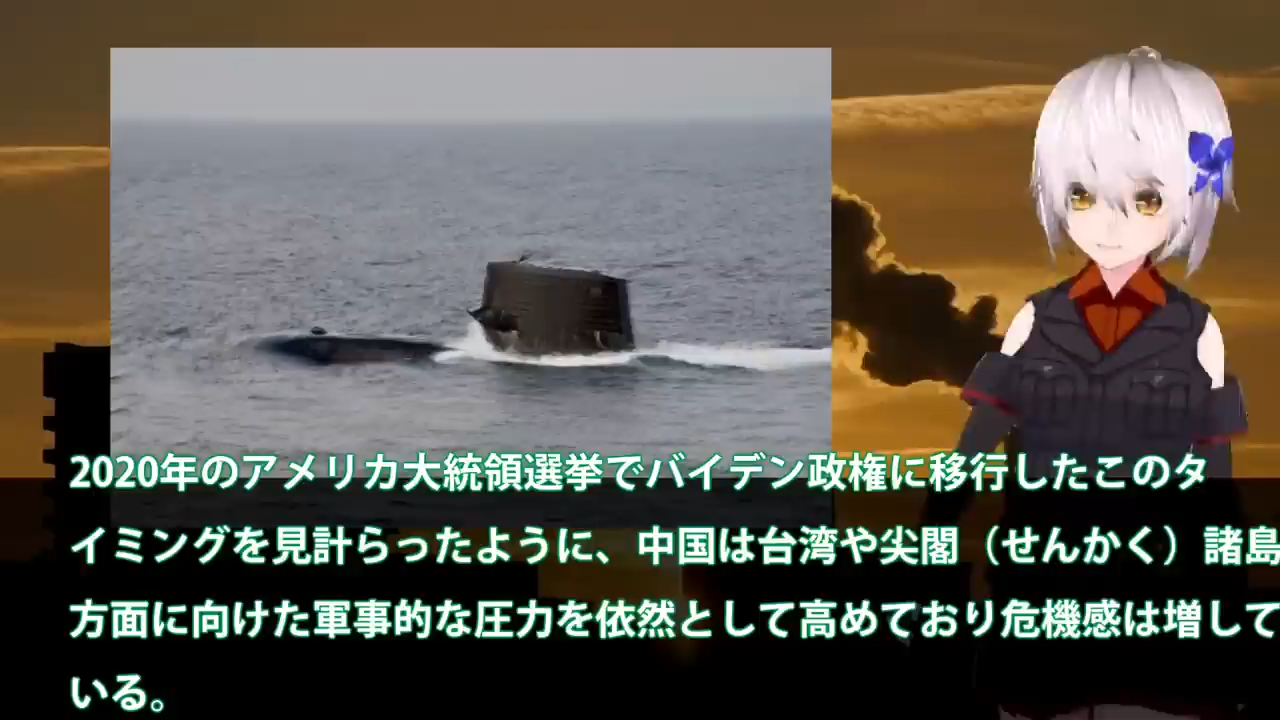 2020年のアメリカ大統領選挙でバイデン政権に移行したこのタ
イミングを見計らったように、中国は台湾や尖閣（せんかく）諸島
方面に向けた軍事的な圧力を依然として高めており危機感は増して
いる。